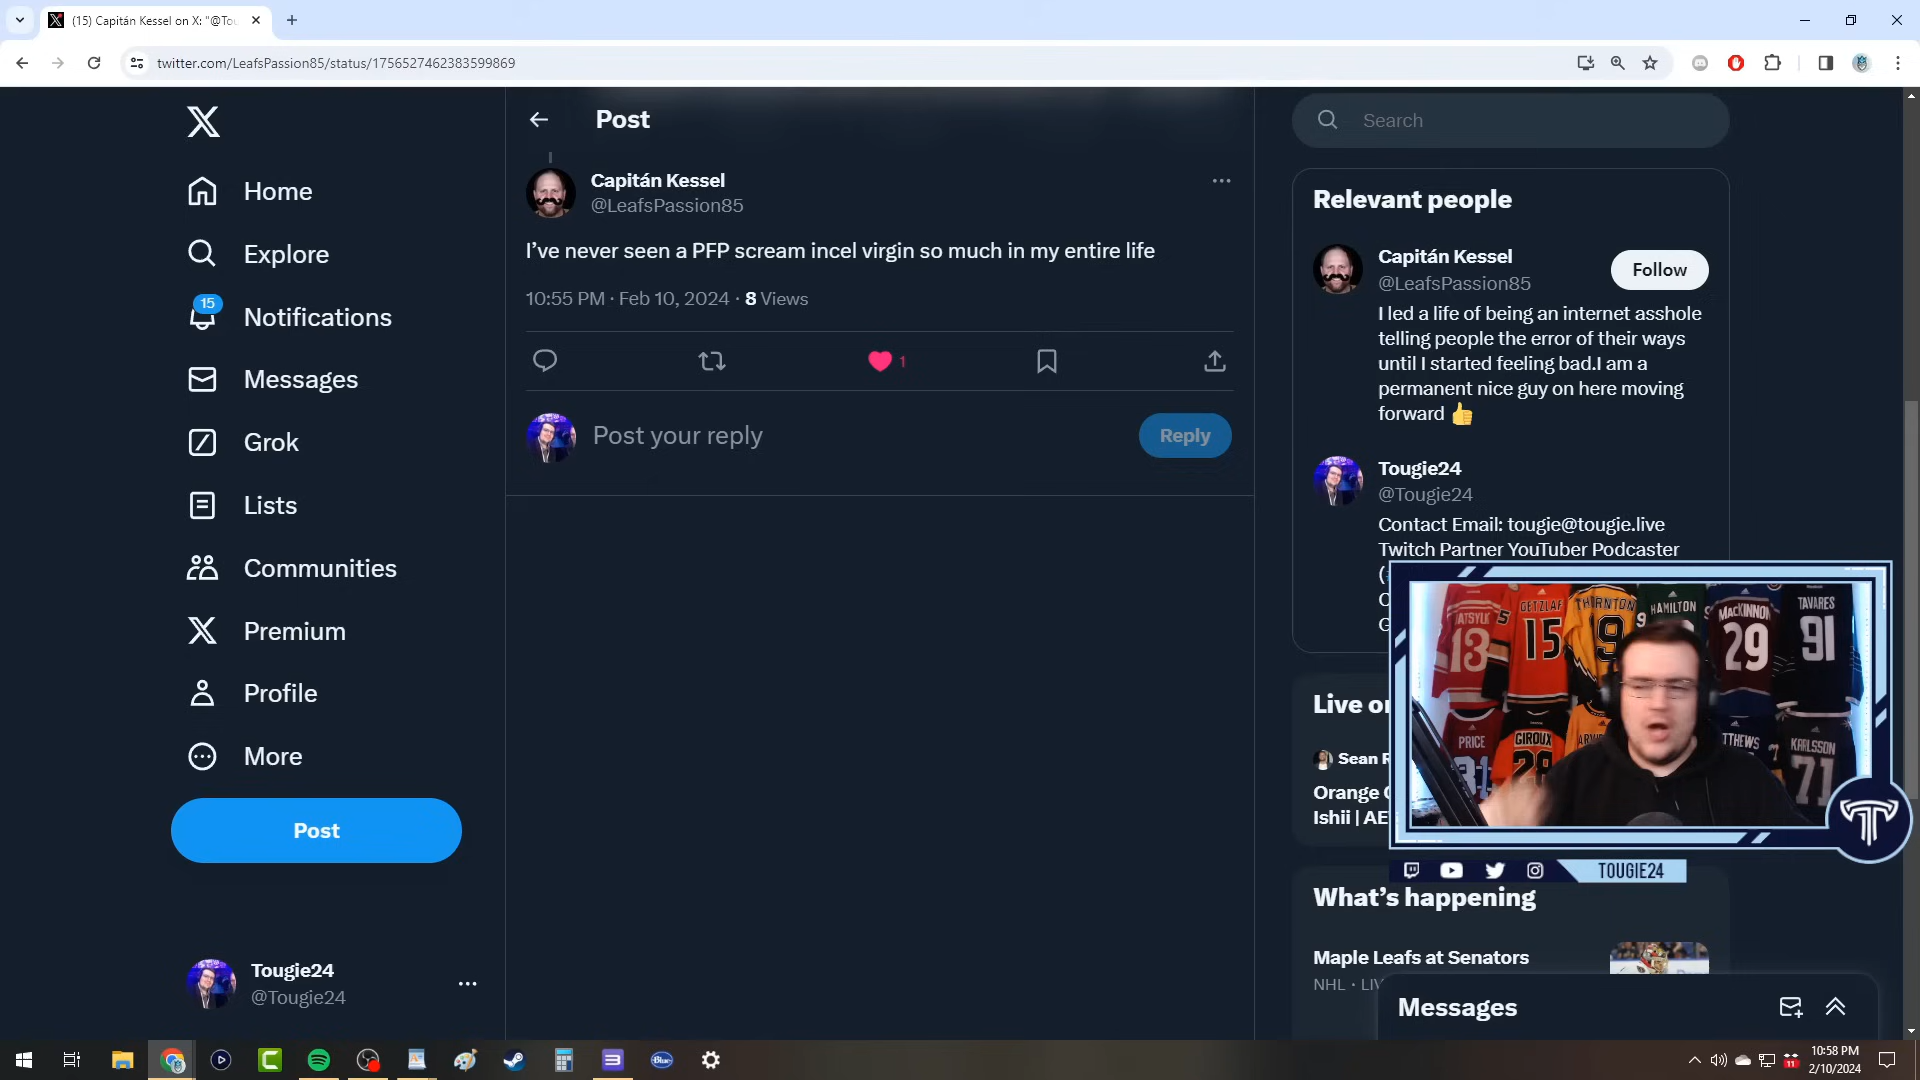 (15) Capitán Kessel on X: "@Tou
twitter.com/LeafsPassion85/status/1756527462383599869
Home
Explore
15
Notifications
Messages
Grok
Lists
Communities
Premium
Profile
More
Post
Tougie24
@Tougie24
Post
Capitán Kessel
@LeafsPassion85
I’ve never seen a PFP scream incel virgin so much in my entire life
10:55 PM · Feb 10, 2024 · 8 Views
1
Post your reply
Reply
Search
Relevant people
Capitán Kessel
@LeafsPassion85
Follow
I led a life of being an internet asshole
telling people the error of their ways
until I started feeling bad.I am a
permanent nice guy on here moving
forward 👍
Tougie24
@Tougie24
Contact Email: tougie@tougie.live
Twitch Partner YouTuber Podcaster
Live on
Sean R
Orange C
Ishii | AE
GETZLAF
15
THORNTON
HAMILTON
MACKINNON
29
TAVARES
91
13
PRICE
GIROUX
28
KARLSSON
71
TOUGIE24
What’s happening
Maple Leafs at Senators
NHL · LIV
Messages
Blue
11
10:58 PM
2/10/2024